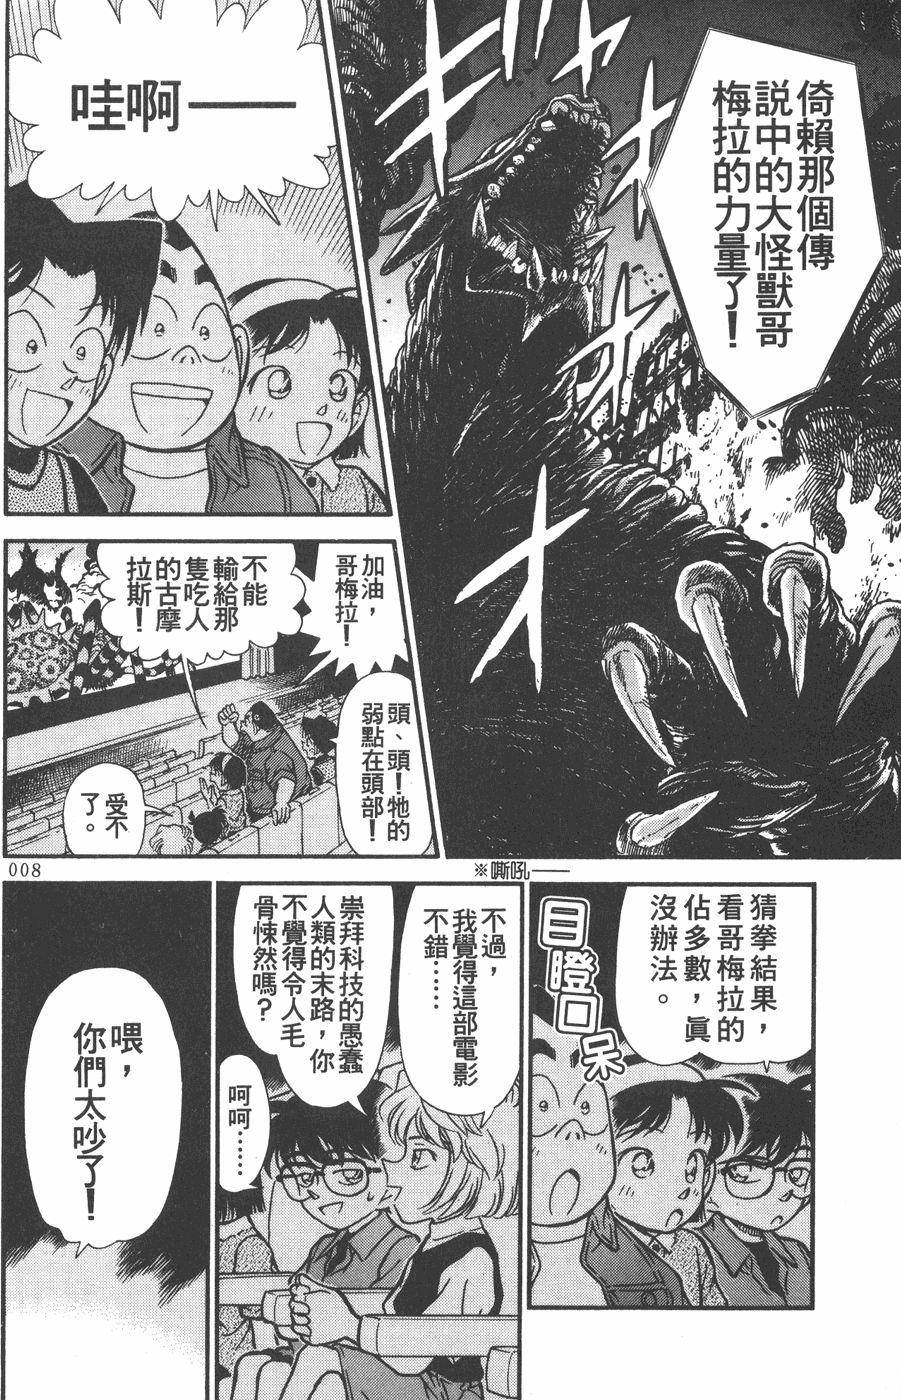 倚賴那個傳
說中的大怪獸哥
梅拉的力量了！
哇啊——
加油，
哥梅拉！
不能
輸給那
隻吃人
的古摩
拉斯！
頭、頭！牠的
弱點在頭部！
受不
了。
008
※嘶吼——
猜拳結果，
看哥梅拉的
佔多數，眞
沒辦法。
目瞪口呆
不過，
我覺得這部電影
不錯……
崇拜科技的愚蠢
人類的末路，你
不覺得令人毛
骨悚然嗎？
呵呵……
喂，
你們太吵了！